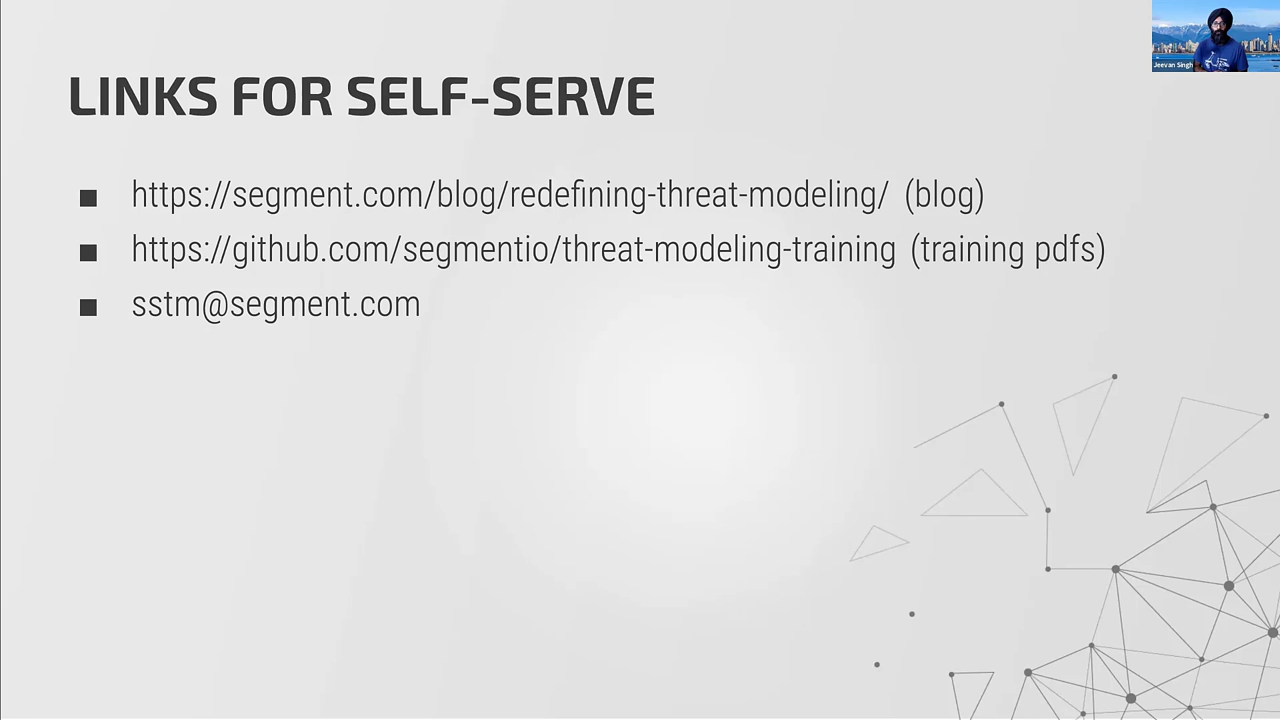 LINKS FOR SELF-SERVE
https://segment.com/blog/redefining-threat-modeling/ (blog)
https://github.com/segmentio/threat-modeling-training (training pdfs)
sstm@segment.com
Jeevan Singh